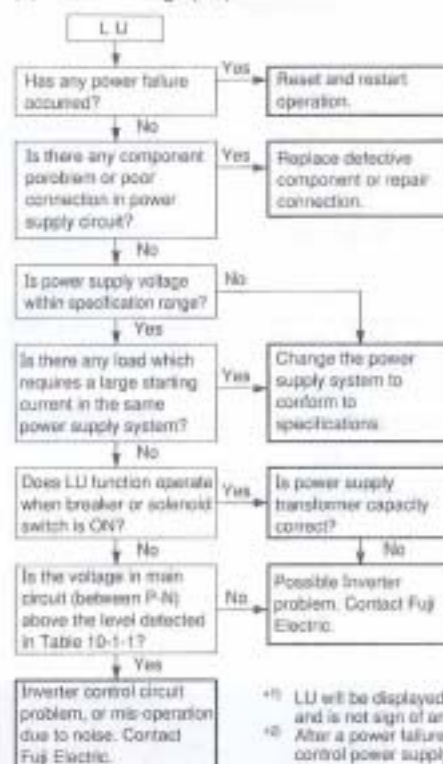 L U
Has any power failure
occurred?
Yes
Reset and restart
operation.
No
Is there any component
poroblem or poor
connection in power
supply circuit?
Yes
Replace defective
component or repair
connection.
No
Is power supply voltage
within specification range?
No
Yes
Is there any load which
requires a large starting
current in the same
power supply system?
Yes
Change the power
supply system to
conform to
specifications.
No
Does LU function operate
when breaker or solenoid
switch is ON?
Yes
Is power supply
transformer capacity
correct?
No
No
Is the voltage in main
circuit (between P-N)
above the level detected
in Table 10-1-1?
No
Possible Inverter
problem. Contact Fuji
Electric.
Yes
Inverter control circuit
problem, or mis-operation
due to noise. Contact
Fuji Electric.
*1) LU will be displayed
and is not sign of an
*2) After a power failure
control power supply